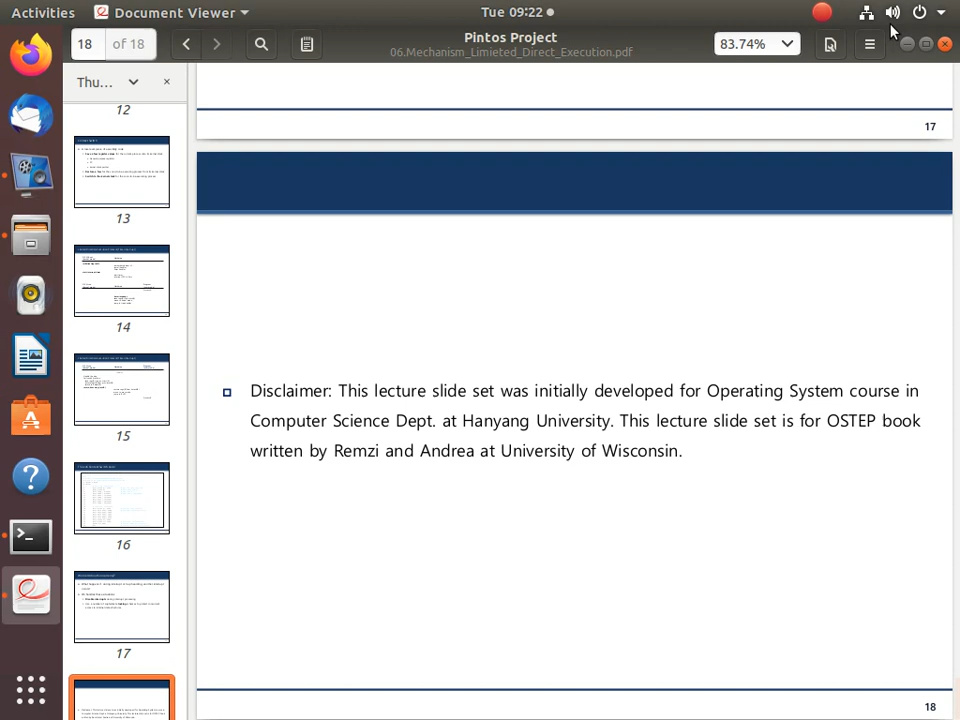 Activities
Document Viewer
Tue 09:22
18
of 18
Pintos Project
06.Mechanism_Limieted_Direct_Execution.pdf
83.74%
Thu...
12
13
14
15
16
17
17
Disclaimer: This lecture slide set was initially developed for Operating System course in
Computer Science Dept. at Hanyang University. This lecture slide set is for OSTEP book
written by Remzi and Andrea at University of Wisconsin.
18